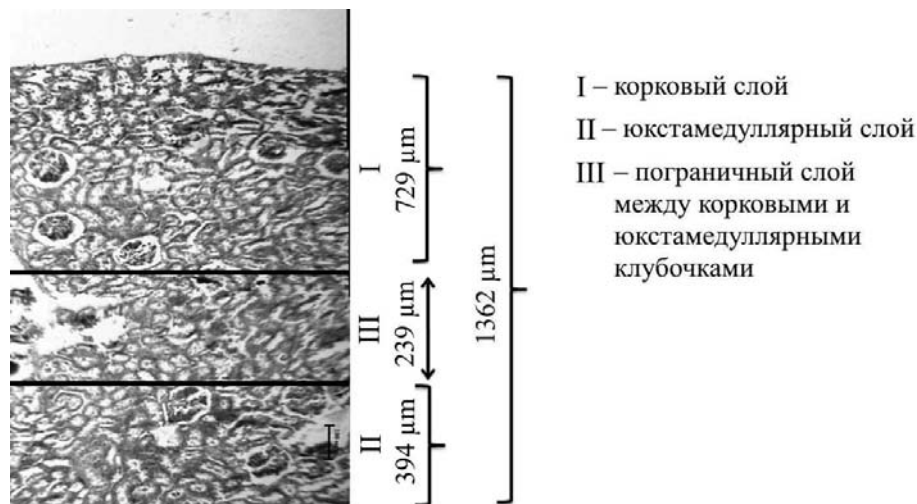 I
729 µm
III
239 µm
II
394 µm
1362 µm
I – корковый слой
II – юкстамедуллярный слой
III – пограничный слой
между корковыми и
юкстамедуллярными
клубочками